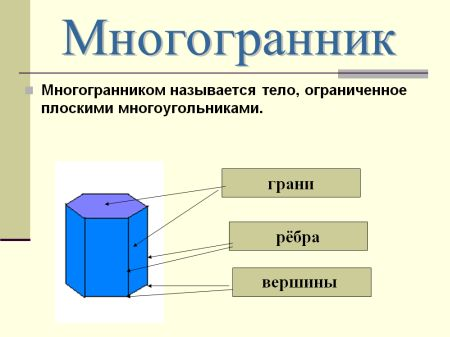 Многогранник
Многогранником называется тело, ограниченное
плоскими многоугольниками.
грани
рёбра
вершины